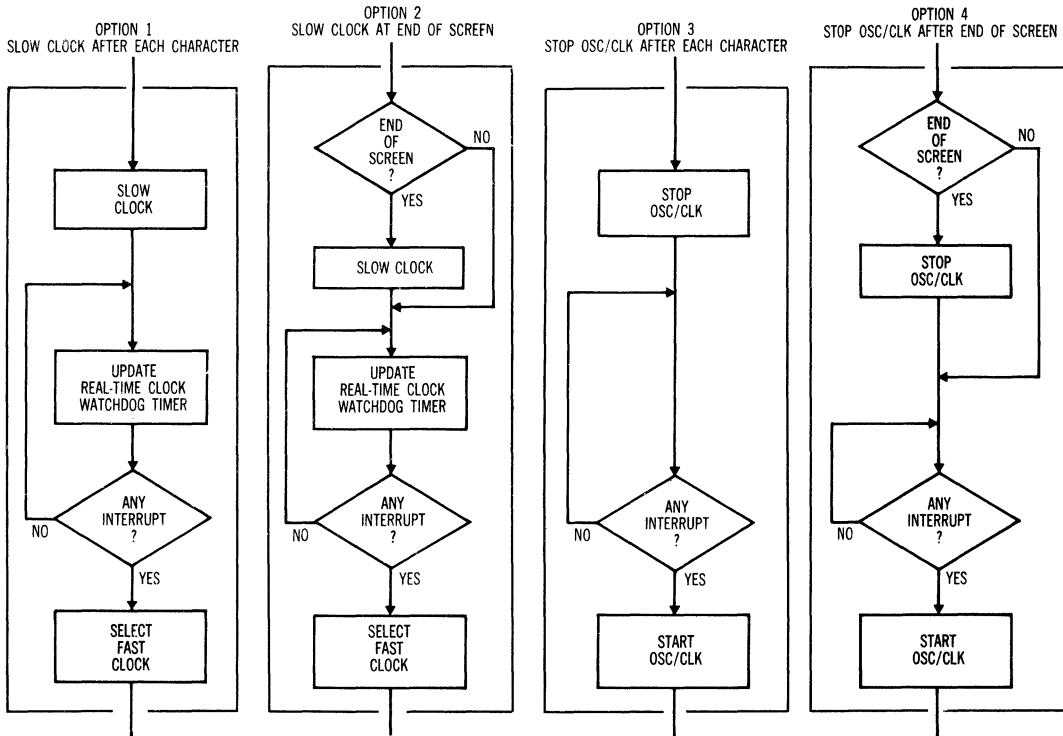 OPTION 1
SLOW CLOCK AFTER EACH CHARACTER
SLOW
CLOCK
UPDATE
REAL-TIME CLOCK
WATCHDOG TIMER
ANY
INTERRUPT
?
NO
YES
SELECT
FAST
CLOCK
OPTION 2
SLOW CLOCK AT END OF SCREEN
END
OF
SCREEN
?
NO
YES
SLOW CLOCK
UPDATE
REAL-TIME CLOCK
WATCHDOG TIMER
ANY
INTERRUPT
?
NO
YES
SELECT
FAST
CLOCK
OPTION 3
STOP OSC/CLK AFTER EACH CHARACTER
STOP
OSC/CLK
ANY
INTERRUPT
?
NO
YES
START
OSC/CLK
OPTION 4
STOP OSC/CLK AFTER END OF SCREEN
END
OF
SCREEN
?
NO
YES
STOP
OSC/CLK
ANY
INTERRUPT
?
NO
YES
START
OSC/CLK